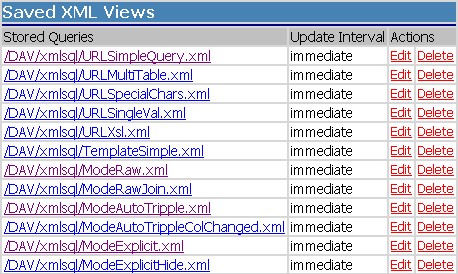 Saved XML Views
Stored Queries Update Interval Actions
/DAV/xmlsql/URLSimpleQuery.xml immediate Edit Delete
/DAV/xmlsql/URLMultiTable.xml immediate Edit Delete
/DAV/xmlsql/URLSpecialChars.xml immediate Edit Delete
/DAV/xmlsql/URLSingleVal.xml immediate Edit Delete
/DAV/xmlsql/URLXsl.xml immediate Edit Delete
/DAV/xmlsql/TemplateSimple.xml immediate Edit Delete
/DAV/xmlsql/ModeRaw.xml immediate Edit Delete
/DAV/xmlsql/ModeRawJoin.xml immediate Edit Delete
/DAV/xmlsql/ModeAutoTripple.xml immediate Edit Delete
/DAV/xmlsql/ModeAutoTrippleColChanged.xml immediate Edit Delete
/DAV/xmlsql/ModeExplicit.xml immediate Edit Delete
/DAV/xmlsql/ModeExplicitHide.xml immediate Edit Delete